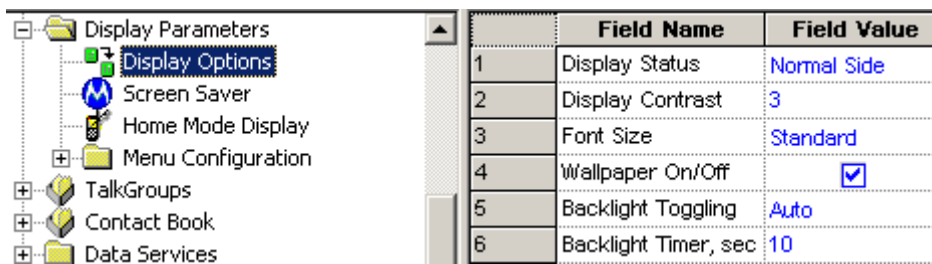 Display Parameters
Display Options
Screen Saver
Home Mode Display
Menu Configuration
TalkGroups
Contact Book
Data Services
Field Name Field Value
1 Display Status Normal Side
2 Display Contrast 3
3 Font Size Standard
4 Wallpaper On/Off
5 Backlight Toggling Auto
6 Backlight Timer, sec 10